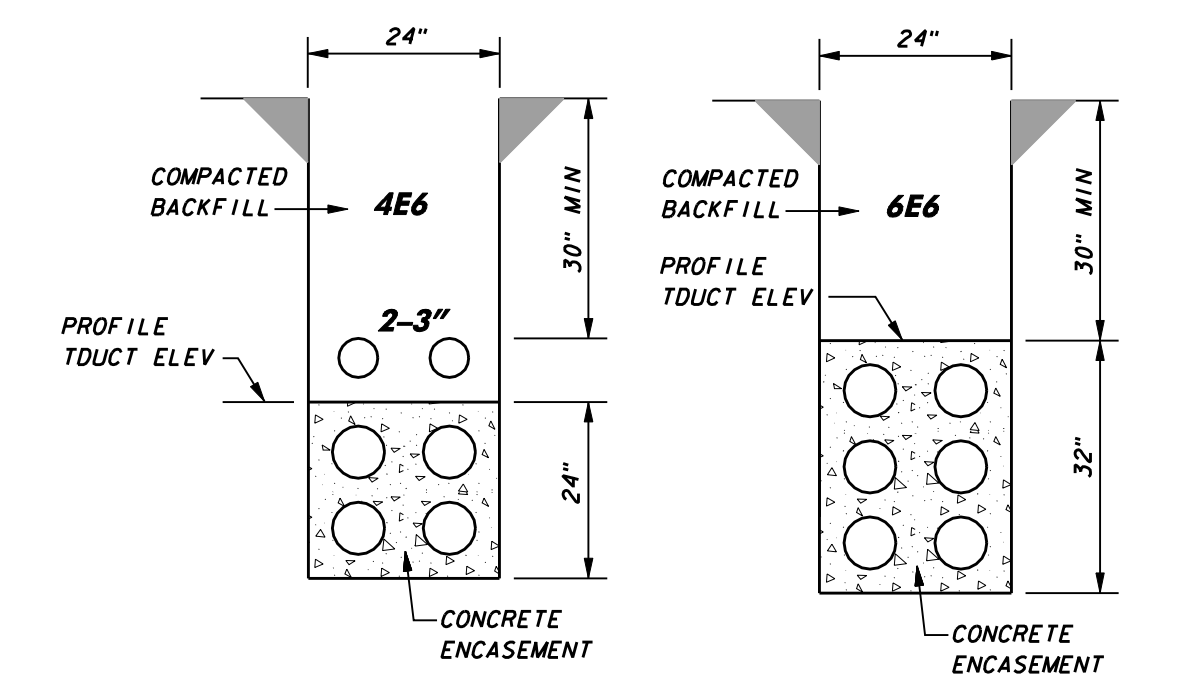 24"
COMPACTED
BACKFILL
4E6
30" MIN
2-3"
PROFILE
TDUCT ELEV
24"
CONCRETE
ENCASEMENT
24"
COMPACTED
BACKFILL
6E6
30" MIN
PROFILE
TDUCT ELEV
32"
CONCRETE
ENCASEMENT